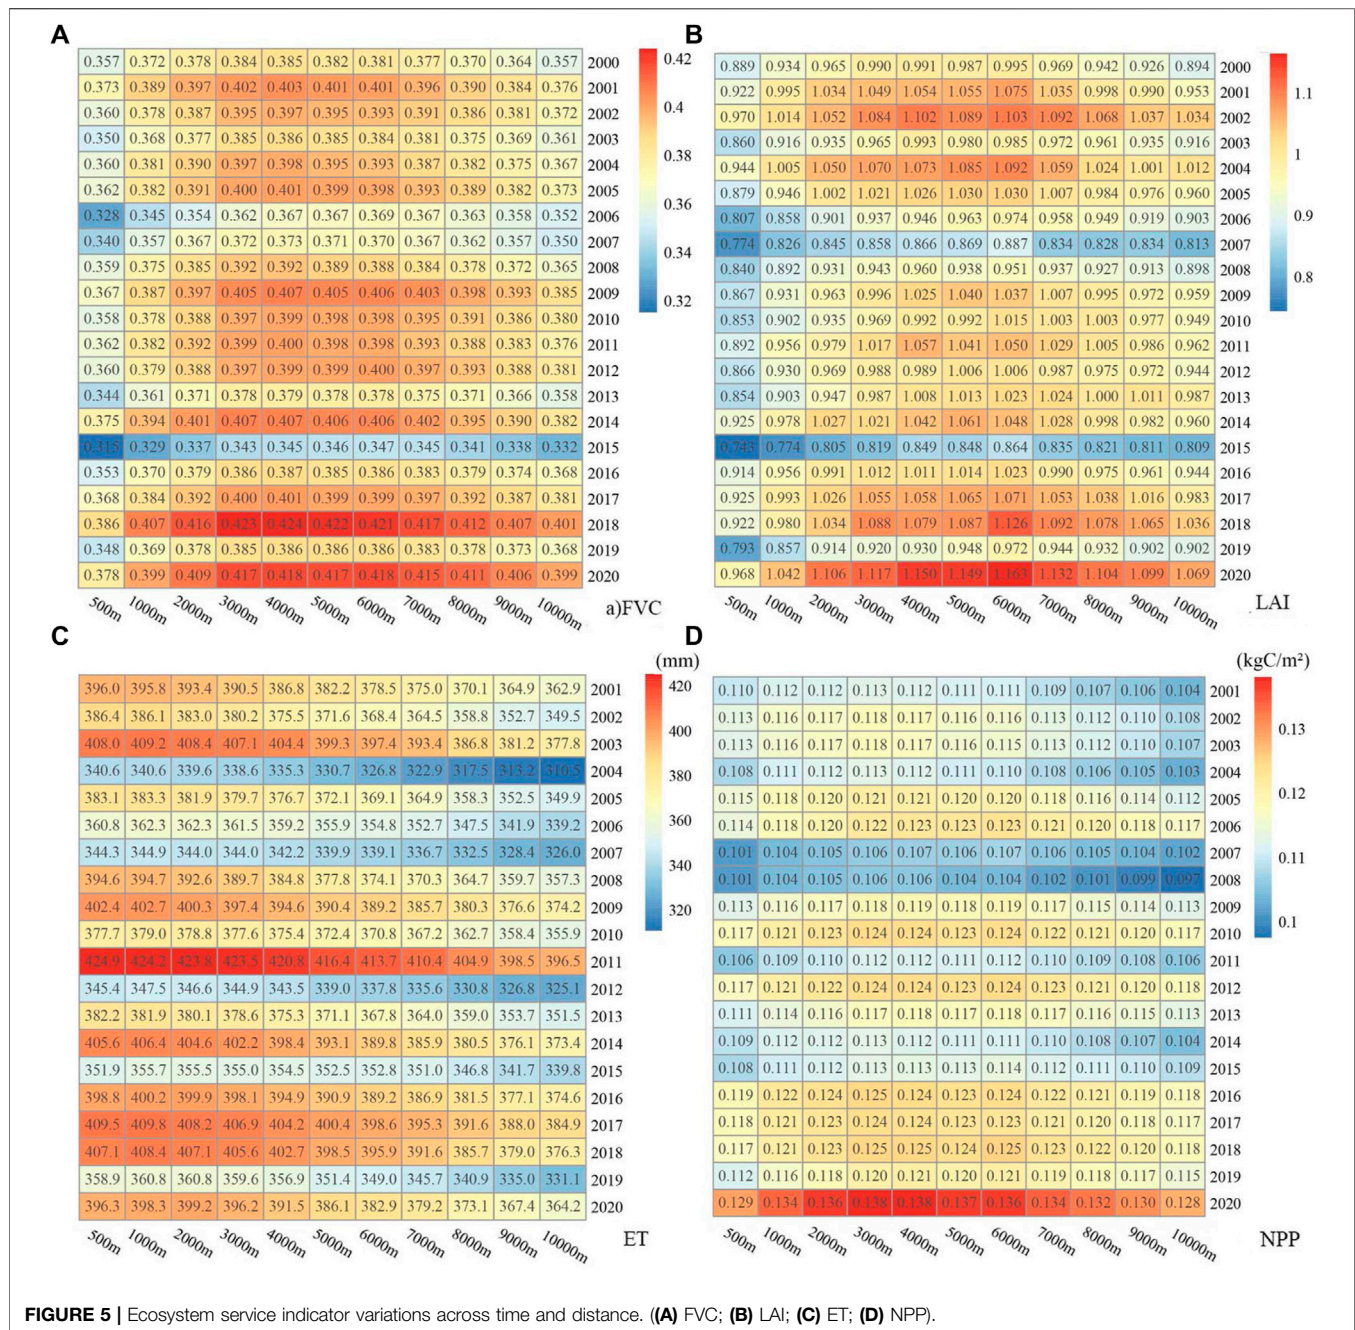 A
0.357 0.372 0.378 0.384 0.385 0.382 0.381 0.377 0.370 0.364 0.357 2000
0.373 0.389 0.397 0.402 0.403 0.401 0.401 0.396 0.390 0.384 0.376 2001
0.360 0.378 0.387 0.395 0.397 0.395 0.393 0.391 0.386 0.381 0.372 2002
0.350 0.368 0.377 0.385 0.386 0.385 0.384 0.381 0.375 0.369 0.361 2003
0.360 0.381 0.390 0.397 0.398 0.395 0.393 0.387 0.382 0.375 0.367 2004
0.362 0.382 0.391 0.400 0.401 0.399 0.398 0.393 0.389 0.382 0.373 2005
0.328 0.345 0.354 0.362 0.367 0.367 0.369 0.367 0.363 0.358 0.352 2006
0.340 0.357 0.367 0.372 0.373 0.371 0.370 0.367 0.362 0.357 0.350 2007
0.359 0.375 0.385 0.392 0.392 0.389 0.388 0.384 0.378 0.372 0.365 2008
0.367 0.387 0.397 0.405 0.407 0.405 0.406 0.403 0.398 0.393 0.385 2009
0.358 0.378 0.388 0.397 0.399 0.398 0.398 0.395 0.391 0.386 0.380 2010
0.362 0.382 0.392 0.399 0.400 0.398 0.398 0.393 0.388 0.383 0.376 2011
0.360 0.379 0.388 0.397 0.399 0.399 0.400 0.397 0.393 0.388 0.381 2012
0.344 0.361 0.371 0.378 0.379 0.378 0.378 0.375 0.371 0.366 0.358 2013
0.375 0.394 0.401 0.407 0.407 0.406 0.406 0.402 0.395 0.390 0.382 2014
0.315 0.329 0.337 0.343 0.345 0.346 0.347 0.345 0.341 0.338 0.332 2015
0.353 0.370 0.379 0.386 0.387 0.385 0.386 0.383 0.379 0.374 0.368 2016
0.368 0.384 0.392 0.400 0.401 0.399 0.399 0.397 0.392 0.387 0.381 2017
0.386 0.407 0.416 0.423 0.424 0.422 0.421 0.417 0.412 0.407 0.401 2018
0.348 0.369 0.378 0.385 0.386 0.386 0.386 0.383 0.378 0.373 0.368 2019
0.378 0.399 0.409 0.417 0.418 0.417 0.418 0.415 0.411 0.406 0.399 2020
500m 1000m 2000m 3000m 4000m 5000m 6000m 7000m 8000m 9000m 10000m
a)FVC
0.42
0.4
0.38
0.36
0.34
0.32
B
0.889 0.934 0.965 0.990 0.991 0.987 0.995 0.969 0.942 0.926 0.894 2000
0.922 0.995 1.034 1.049 1.054 1.055 1.075 1.035 0.998 0.990 0.953 2001
0.970 1.014 1.052 1.084 1.102 1.089 1.103 1.092 1.068 1.037 1.034 2002
0.860 0.916 0.935 0.965 0.993 0.980 0.985 0.972 0.961 0.935 0.916 2003
0.944 1.005 1.050 1.070 1.073 1.085 1.092 1.059 1.024 1.001 1.012 2004
0.879 0.946 1.002 1.021 1.026 1.030 1.030 1.007 0.984 0.976 0.960 2005
0.807 0.858 0.901 0.937 0.946 0.963 0.974 0.958 0.949 0.919 0.903 2006
0.774 0.826 0.845 0.858 0.866 0.869 0.887 0.834 0.828 0.834 0.813 2007
0.840 0.892 0.931 0.943 0.960 0.938 0.951 0.937 0.927 0.913 0.898 2008
0.867 0.931 0.963 0.996 1.025 1.040 1.037 1.007 0.995 0.972 0.959 2009
0.853 0.902 0.935 0.969 0.992 0.992 1.015 1.003 1.003 0.977 0.949 2010
0.892 0.956 0.979 1.017 1.057 1.041 1.050 1.029 1.005 0.986 0.962 2011
0.866 0.930 0.969 0.988 0.989 1.006 1.006 0.987 0.975 0.972 0.944 2012
0.854 0.903 0.947 0.987 1.008 1.013 1.023 1.024 1.000 1.011 0.987 2013
0.925 0.978 1.027 1.021 1.042 1.061 1.048 1.028 0.998 0.982 0.960 2014
0.743 0.774 0.805 0.819 0.849 0.848 0.864 0.835 0.821 0.811 0.809 2015
0.914 0.956 0.991 1.012 1.011 1.014 1.023 0.990 0.975 0.961 0.944 2016
0.925 0.993 1.026 1.055 1.058 1.065 1.071 1.053 1.038 1.016 0.983 2017
0.922 0.980 1.034 1.088 1.079 1.087 1.126 1.092 1.078 1.065 1.036 2018
0.793 0.857 0.914 0.920 0.930 0.948 0.972 0.944 0.932 0.902 0.902 2019
0.968 1.042 1.106 1.117 1.150 1.149 1.163 1.132 1.104 1.099 1.069 2020
500m 1000m 2000m 3000m 4000m 5000m 6000m 7000m 8000m 9000m 10000m
LAI
1.1
1
0.9
0.8
C
(mm)
396.0 395.8 393.4 390.5 386.8 382.2 378.5 375.0 370.1 364.9 362.9 2001
386.4 386.1 383.0 380.2 375.5 371.6 368.4 364.5 358.8 352.7 349.5 2002
408.0 409.2 408.4 407.1 404.4 399.3 397.4 393.4 386.8 381.2 377.8 2003
340.6 340.6 339.6 338.6 335.3 330.7 326.8 322.9 317.5 313.2 310.5 2004
383.1 383.3 381.9 379.7 376.7 372.1 369.1 364.9 358.3 352.5 349.9 2005
360.8 362.3 362.3 361.5 359.2 355.9 354.8 352.7 347.5 341.9 339.2 2006
344.3 344.9 344.0 344.0 342.2 339.9 339.1 336.7 332.5 328.4 326.0 2007
394.6 394.7 392.6 389.7 384.8 377.8 374.1 370.3 364.7 359.7 357.3 2008
402.4 402.7 400.3 397.4 394.6 390.4 389.2 385.7 380.3 376.6 374.2 2009
377.7 379.0 378.8 377.6 375.4 372.4 370.8 367.2 362.7 358.4 355.9 2010
424.9 424.2 423.8 423.5 420.8 416.4 413.7 410.4 404.9 398.5 396.5 2011
345.4 347.5 346.6 344.9 343.5 339.0 337.8 335.6 330.8 326.8 325.1 2012
382.2 381.9 380.1 378.6 375.3 371.1 367.8 364.0 359.0 353.7 351.5 2013
405.6 406.4 404.6 402.2 398.4 393.1 389.8 385.9 380.5 376.1 373.4 2014
351.9 355.7 355.5 355.0 354.5 352.5 352.8 351.0 346.8 341.7 339.8 2015
398.8 400.2 399.9 398.1 394.9 390.9 389.2 386.9 381.5 377.1 374.6 2016
409.5 409.8 408.2 406.9 404.2 400.4 398.6 395.3 391.6 388.0 384.9 2017
407.1 408.4 407.1 405.6 402.7 398.5 395.9 391.6 385.7 379.0 376.3 2018
358.9 360.8 360.8 359.6 356.9 351.4 349.0 345.7 340.9 335.0 331.1 2019
396.3 398.3 399.2 396.2 391.5 386.1 382.9 379.2 373.1 367.4 364.2 2020
500m 1000m 2000m 3000m 4000m 5000m 6000m 7000m 8000m 9000m 10000m
ET
420
400
380
360
340
320
D
(kgC/m²)
0.110 0.112 0.112 0.113 0.112 0.111 0.111 0.109 0.107 0.106 0.104 2001
0.113 0.116 0.117 0.118 0.117 0.116 0.116 0.113 0.112 0.110 0.108 2002
0.113 0.116 0.117 0.118 0.117 0.116 0.115 0.113 0.112 0.110 0.107 2003
0.108 0.111 0.112 0.113 0.112 0.111 0.110 0.108 0.106 0.105 0.103 2004
0.115 0.118 0.120 0.121 0.121 0.120 0.120 0.118 0.116 0.114 0.112 2005
0.114 0.118 0.120 0.122 0.123 0.123 0.123 0.121 0.120 0.118 0.117 2006
0.101 0.104 0.105 0.106 0.107 0.106 0.107 0.106 0.105 0.104 0.102 2007
0.101 0.104 0.105 0.106 0.106 0.104 0.104 0.102 0.101 0.099 0.097 2008
0.113 0.116 0.117 0.118 0.119 0.118 0.119 0.117 0.115 0.114 0.113 2009
0.117 0.121 0.123 0.124 0.124 0.123 0.123 0.122 0.121 0.120 0.117 2010
0.106 0.109 0.110 0.112 0.112 0.111 0.112 0.110 0.109 0.108 0.106 2011
0.117 0.121 0.122 0.124 0.124 0.123 0.124 0.123 0.121 0.120 0.118 2012
0.111 0.114 0.116 0.117 0.118 0.117 0.118 0.117 0.116 0.115 0.113 2013
0.109 0.112 0.112 0.113 0.112 0.111 0.111 0.110 0.108 0.107 0.104 2014
0.108 0.111 0.112 0.113 0.113 0.113 0.114 0.112 0.111 0.110 0.109 2015
0.119 0.122 0.124 0.125 0.124 0.123 0.124 0.122 0.121 0.119 0.118 2016
0.118 0.121 0.123 0.124 0.124 0.123 0.123 0.121 0.120 0.118 0.117 2017
0.117 0.121 0.123 0.125 0.125 0.124 0.125 0.123 0.122 0.120 0.118 2018
0.112 0.116 0.118 0.120 0.121 0.120 0.121 0.119 0.118 0.117 0.115 2019
0.129 0.134 0.136 0.138 0.138 0.137 0.136 0.134 0.132 0.130 0.128 2020
500m 1000m 2000m 3000m 4000m 5000m 6000m 7000m 8000m 9000m 10000m
NPP
0.13
0.12
0.11
0.1
FIGURE 5 | Ecosystem service indicator variations across time and distance. ((A) FVC; (B) LAI; (C) ET; (D) NPP).